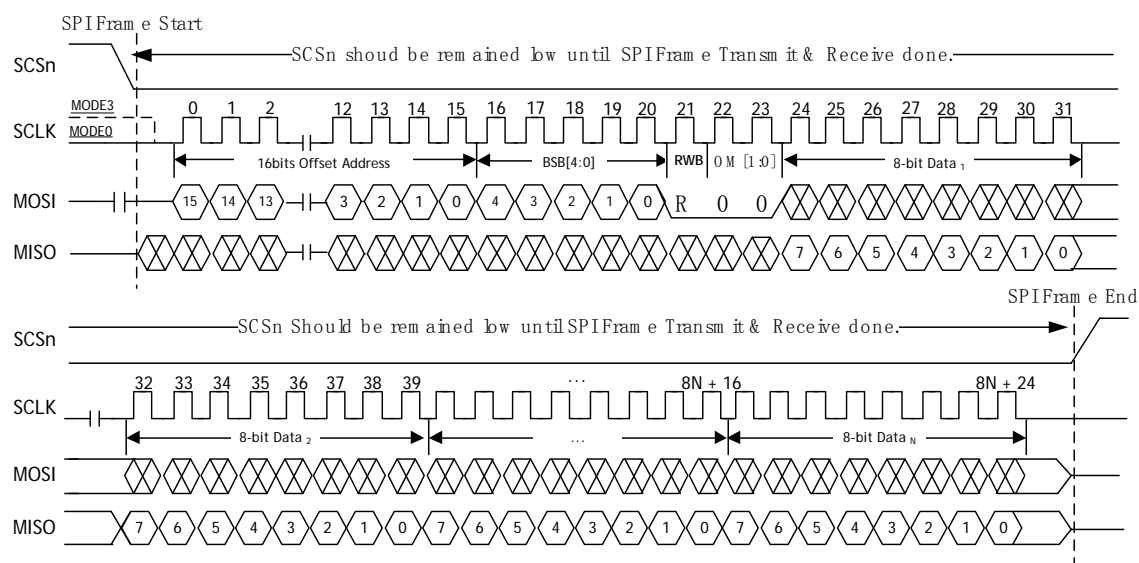 SPI Frame Start
SCSn should be remained low until SPI Frame Transmit & Receive done.
SCSn
MODE3
0 1 2 12 13 14 15 16 17 18 19 20 21 22 23 24 25 26 27 28 29 30 31
SCLK
MODE0
16bits Offset Address BSB[4:0] RWB OM [1:0] 8-bit Data 1
MOSI 15 14 13 3 2 1 0 4 3 2 1 0 R 0 0
MISO 7 6 5 4 3 2 1 0
SPI Frame End
SCSn Should be remained low until SPI Frame Transmit & Receive done.
SCSn
32 33 34 35 36 37 38 39 ... 8N + 16 8N + 24
SCLK
8-bit Data 2 ... 8-bit Data N
MOSI
MISO 7 6 5 4 3 2 1 0 7 6 5 4 3 2 1 0 7 6 5 4 3 2 1 0